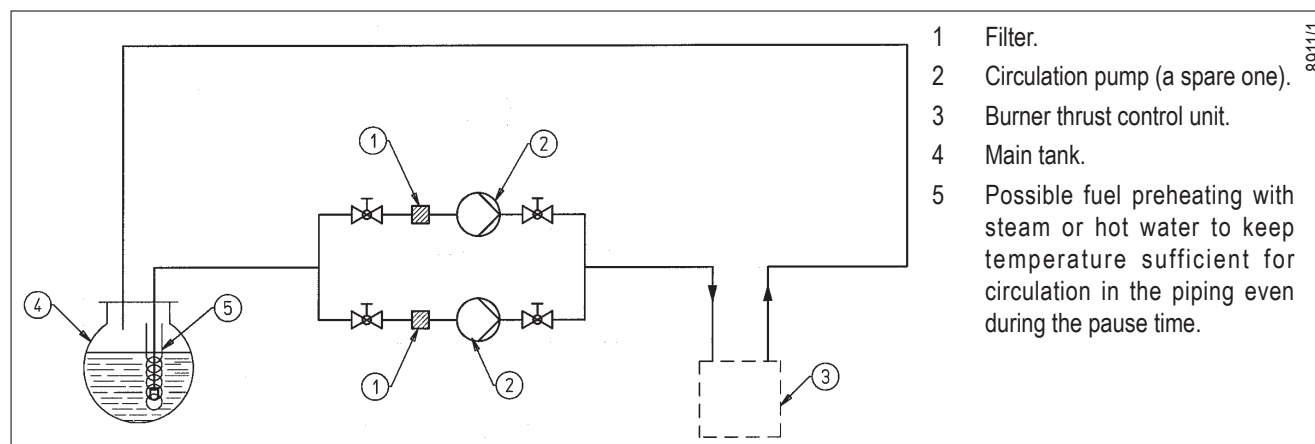 1
2
4
5
1
2
3
1 Filter.
2 Circulation pump (a spare one).
3 Burner thrust control unit.
4 Main tank.
5 Possible fuel preheating with
steam or hot water to keep
temperature sufficient for
circulation in the piping even
during the pause time.
8911/1